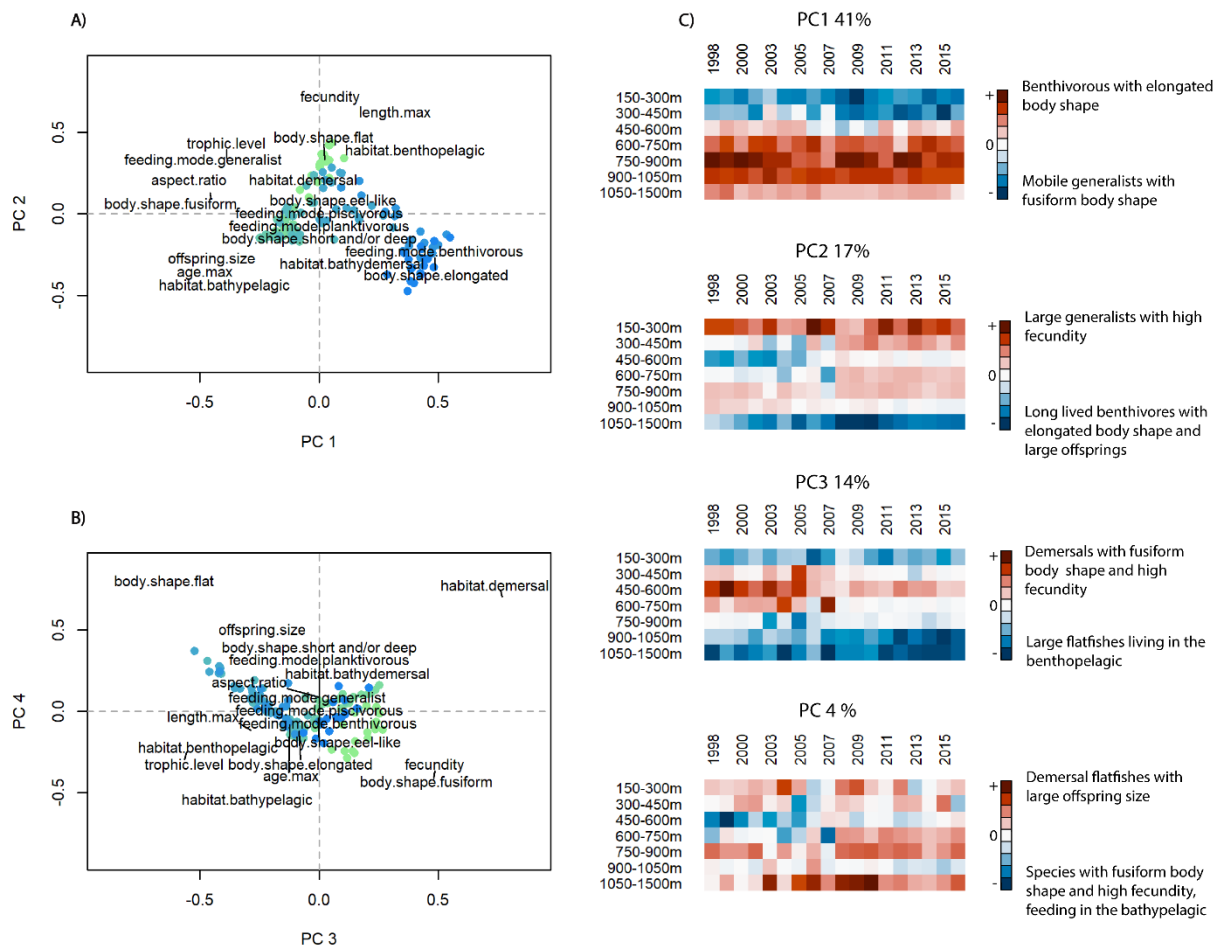 A)
fecundity
length.max
body.shape.flat
trophic.level
habitat.benthopelagic
feeding.mode.generalist
aspect.ratio
habitat.demersal
body.shape.fusiform
body.shape.eel-like
feeding.mode.piscivorous
feeding.mode.planktivorous
body.shape.short and/or deep
feeding.mode.benthivorous
offspring.size
habitat.bathydemersal
age.max
body.shape.elongated
habitat.bathypelagic
0.5
0.0
-0.5
PC 2
-0.5
0.0
0.5
PC 1
B)
body.shape.flat
habitat.demersal
offspring.size
body.shape.short and/or deep
feeding.mode.planktivorous
habitat.bathydemersal
aspect.ratio
feeding.mode.generalist
length.max
feeding.mode.piscivorous
feeding.mode.benthivorous
habitat.benthopelagic
body.shape.eel-like
trophic.level
body.shape.elongated
fecundity
age.max
body.shape.fusiform
habitat.bathypelagic
0.5
0.0
-0.5
PC 4
-0.5
0.0
0.5
PC 3
C)
PC1 41%
1998 2000 2003 2005 2007 2009 2011 2013 2015
150-300m
300-450m
450-600m
600-750m
750-900m
900-1050m
1050-1500m
+
0
-
Benthivorous with elongated
body shape
Mobile generalists with
fusiform body shape
PC2 17%
1998 2000 2003 2005 2007 2009 2011 2013 2015
150-300m
300-450m
450-600m
600-750m
750-900m
900-1050m
1050-1500m
+
0
-
Large generalists with high
fecundity
Long lived benthivores with
elongated body shape and
large offsprings
PC3 14%
1998 2000 2003 2005 2007 2009 2011 2013 2015
150-300m
300-450m
450-600m
600-750m
750-900m
900-1050m
1050-1500m
+
0
-
Demersals with fusiform
body shape and high
fecundity
Large flatfishes living in the
benthopelagic
PC 4 %
1998 2000 2003 2005 2007 2009 2011 2013 2015
150-300m
300-450m
450-600m
600-750m
750-900m
900-1050m
1050-1500m
+
0
-
Demersal flatfishes with
large offspring size
Species with fusiform body
shape and high fecundity,
feeding in the bathypelagic